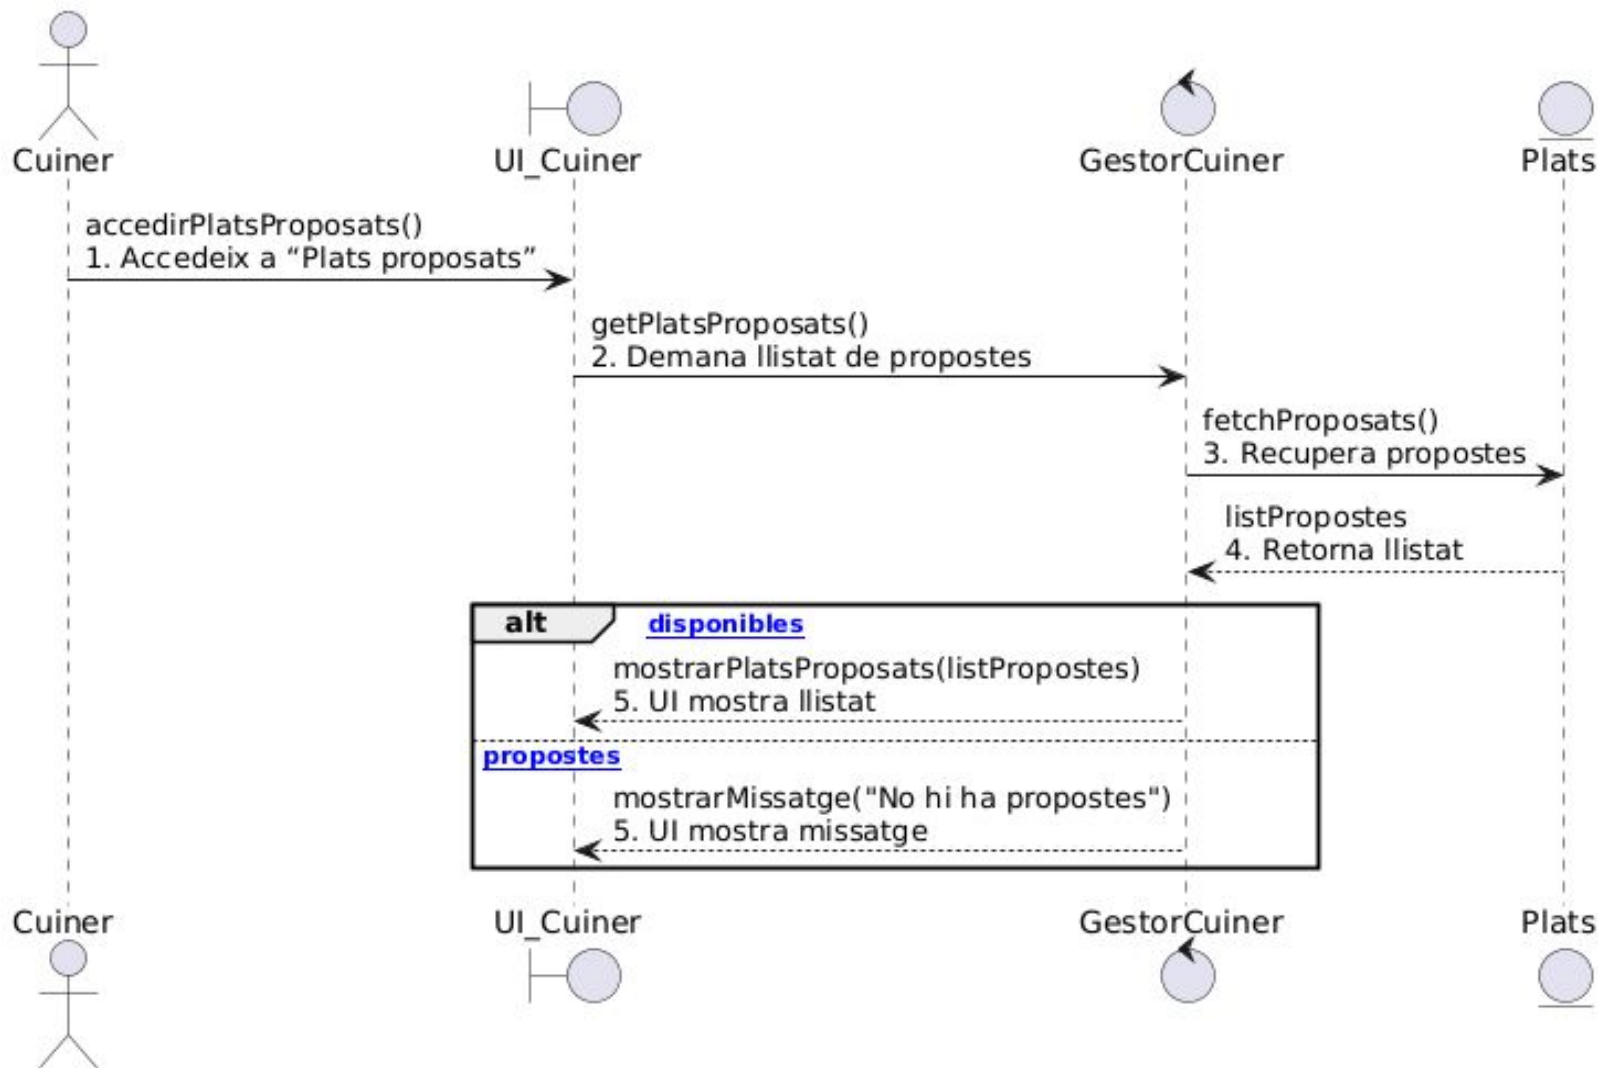 Cuiner
UI_Cuiner
GestorCuiner
Plats
accedirPlatsProposats()
1. Accedeix a “Plats proposats”
getPlatsProposats()
2. Demana llistat de propostes
fetchProposats()
3. Recupera propostes
listPropostes
4. Retorna llistat
alt
disponibles
mostrarPlatsProposats(listPropostes)
5. UI mostra llistat
propostes
mostrarMissatge("No hi ha propostes")
5. UI mostra missatge
Cuiner
UI_Cuiner
GestorCuiner
Plats